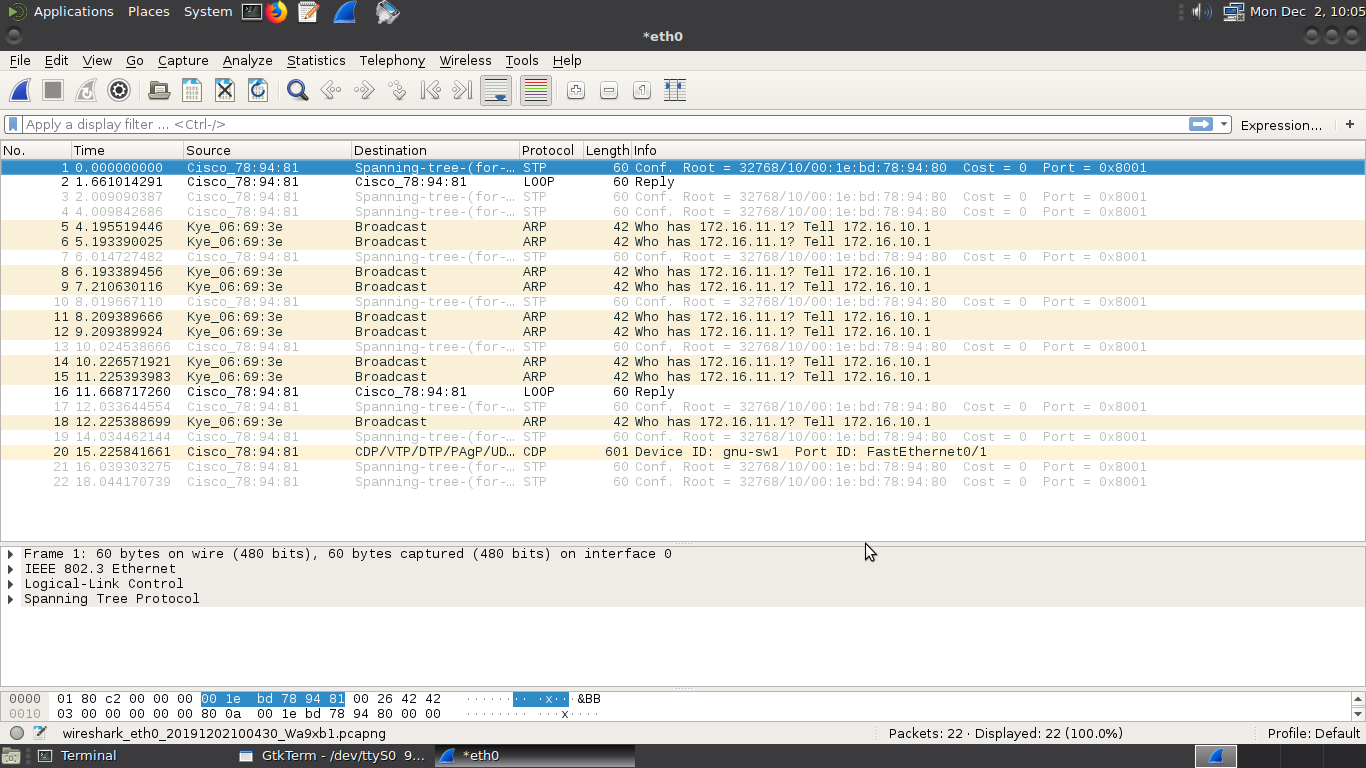 Applications Places System Mon Dec 2, 10:05
*eth0
File Edit View Go Capture Analyze Statistics Telephony Wireless Tools Help
Apply a display filter ... <Ctrl-/> Expression... +
No. Time Source Destination Protocol Length Info
1 0.000000000 Cisco_78:94:81 Spanning-tree-(for-… STP 60 Conf. Root = 32768/10/00:1e:bd:78:94:80 Cost = 0 Port = 0x8001
2 1.661014291 Cisco_78:94:81 Cisco_78:94:81 LOOP 60 Reply
3 2.009090387 Cisco_78:94:81 Spanning-tree-(for-… STP 60 Conf. Root = 32768/10/00:1e:bd:78:94:80 Cost = 0 Port = 0x8001
4 4.009842686 Cisco_78:94:81 Spanning-tree-(for-… STP 60 Conf. Root = 32768/10/00:1e:bd:78:94:80 Cost = 0 Port = 0x8001
5 4.195519446 Kye_06:69:3e Broadcast ARP 42 Who has 172.16.11.1? Tell 172.16.10.1
6 5.193390025 Kye_06:69:3e Broadcast ARP 42 Who has 172.16.11.1? Tell 172.16.10.1
7 6.014727482 Cisco_78:94:81 Spanning-tree-(for-… STP 60 Conf. Root = 32768/10/00:1e:bd:78:94:80 Cost = 0 Port = 0x8001
8 6.193389456 Kye_06:69:3e Broadcast ARP 42 Who has 172.16.11.1? Tell 172.16.10.1
9 7.210630116 Kye_06:69:3e Broadcast ARP 42 Who has 172.16.11.1? Tell 172.16.10.1
10 8.019667110 Cisco_78:94:81 Spanning-tree-(for-… STP 60 Conf. Root = 32768/10/00:1e:bd:78:94:80 Cost = 0 Port = 0x8001
11 8.209389666 Kye_06:69:3e Broadcast ARP 42 Who has 172.16.11.1? Tell 172.16.10.1
12 9.209389924 Kye_06:69:3e Broadcast ARP 42 Who has 172.16.11.1? Tell 172.16.10.1
13 10.024538666 Cisco_78:94:81 Spanning-tree-(for-… STP 60 Conf. Root = 32768/10/00:1e:bd:78:94:80 Cost = 0 Port = 0x8001
14 10.226571921 Kye_06:69:3e Broadcast ARP 42 Who has 172.16.11.1? Tell 172.16.10.1
15 11.225393983 Kye_06:69:3e Broadcast ARP 42 Who has 172.16.11.1? Tell 172.16.10.1
16 11.668717260 Cisco_78:94:81 Cisco_78:94:81 LOOP 60 Reply
17 12.033644554 Cisco_78:94:81 Spanning-tree-(for-… STP 60 Conf. Root = 32768/10/00:1e:bd:78:94:80 Cost = 0 Port = 0x8001
18 12.225388699 Kye_06:69:3e Broadcast ARP 42 Who has 172.16.11.1? Tell 172.16.10.1
19 14.034462144 Cisco_78:94:81 Spanning-tree-(for-… STP 60 Conf. Root = 32768/10/00:1e:bd:78:94:80 Cost = 0 Port = 0x8001
20 15.225841661 Cisco_78:94:81 CDP/VTP/DTP/PAgP/UD… CDP 601 Device ID: gnu-sw1 Port ID: FastEthernet0/1
21 16.039303275 Cisco_78:94:81 Spanning-tree-(for-… STP 60 Conf. Root = 32768/10/00:1e:bd:78:94:80 Cost = 0 Port = 0x8001
22 18.044170739 Cisco_78:94:81 Spanning-tree-(for-… STP 60 Conf. Root = 32768/10/00:1e:bd:78:94:80 Cost = 0 Port = 0x8001
Frame 1: 60 bytes on wire (480 bits), 60 bytes captured (480 bits) on interface 0
IEEE 802.3 Ethernet
Logical-Link Control
Spanning Tree Protocol
0000 01 80 c2 00 00 00 00 1e bd 78 94 81 00 26 42 42 ········ ·x···&BB
0010 03 00 00 00 00 00 80 0a 00 1e bd 78 94 80 00 00 ········ ···x····
wireshark_eth0_20191202100430_Wa9xb1.pcapng Packets: 22 · Displayed: 22 (100.0%) Profile: Default
Terminal GtkTerm - /dev/ttyS0 9... *eth0